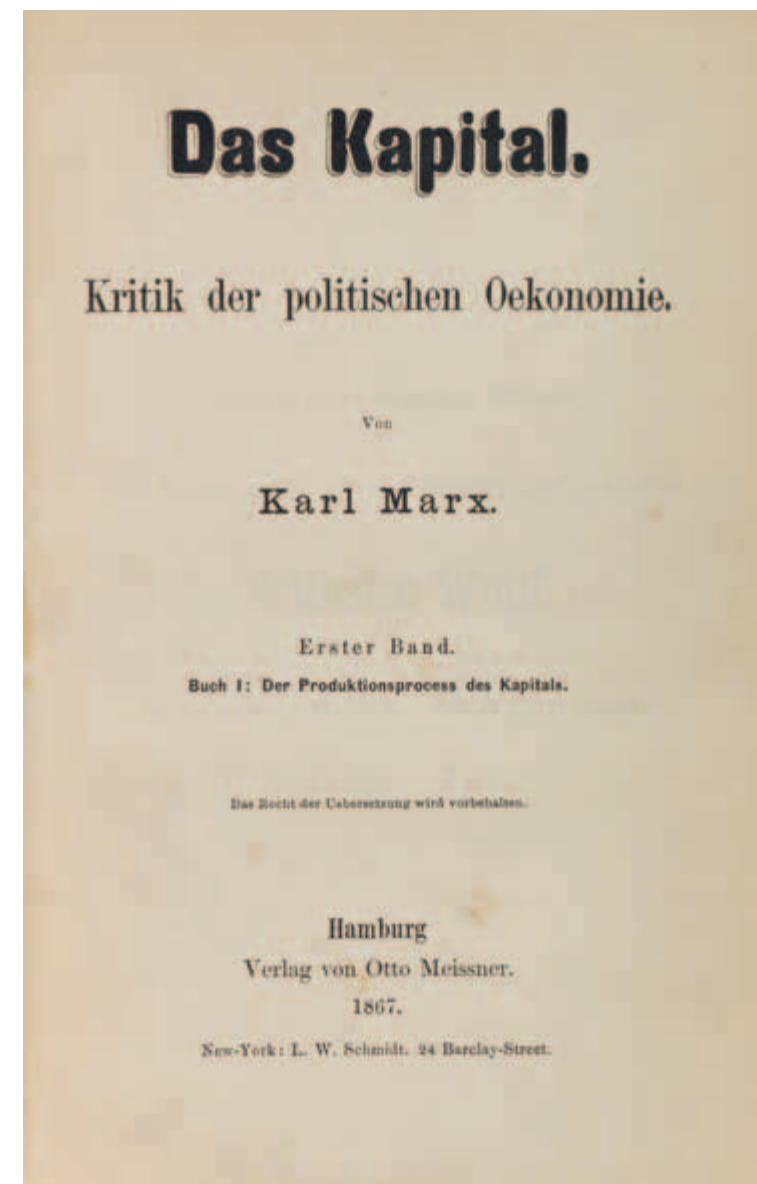 Das Kapital.
Kritik der politischen Oekonomie.
Von
Karl Marx.
Erster Band.
Buch I: Der Produktionsprocess des Kapitals.
Das Recht der Uebersetzung wird vorbehalten.
Hamburg
Verlag von Otto Meissner.
1867.
New-York: L. W. Schmidt. 24 Barclay-Street.